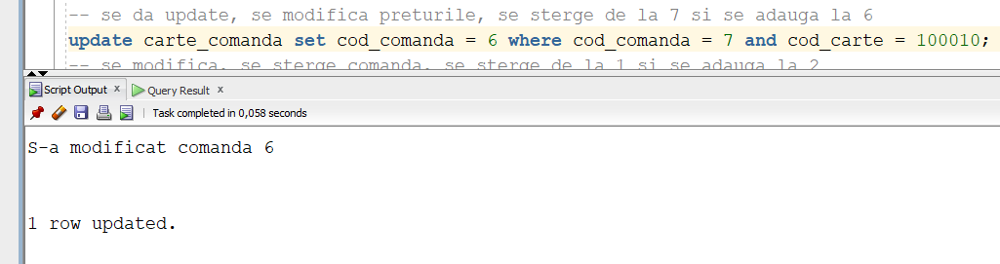 -- se da update, se modifica preturile, se sterge de la 7 si se adauga la 6
update carte_comanda set cod_comanda = 6 where cod_comanda = 7 and cod_carte = 100010;
-- se modifica, se sterge comanda, se sterge de la 1 si se adauga la 2
Script Output x Query Result x
Task completed in 0,058 seconds
S-a modificat comanda 6
1 row updated.